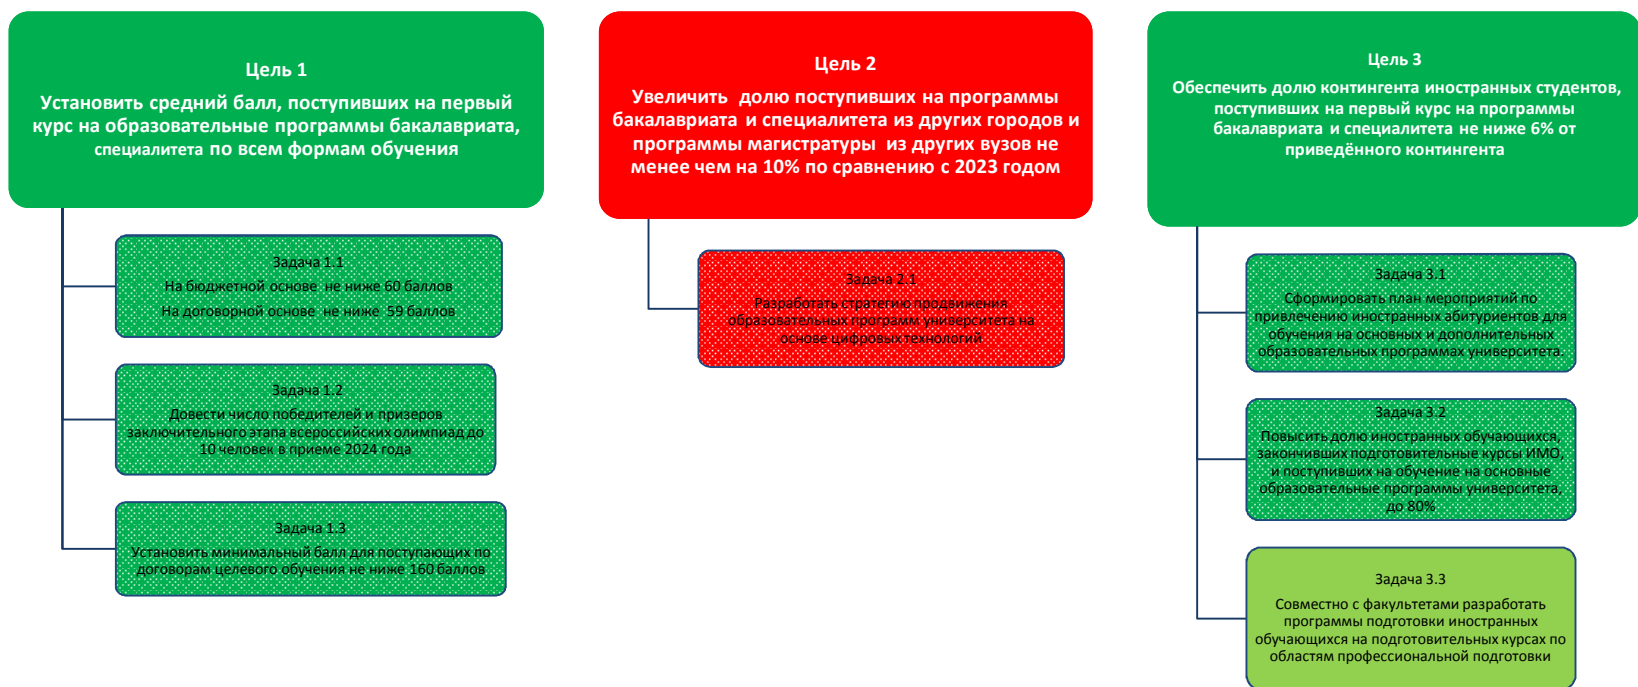 Цель 1
Установить средний балл, поступивших на первый
курс на образовательные программы бакалавриата,
специалитета по всем формам обучения
Задача 1.1
На бюджетной основе не ниже 60 баллов
На договорной основе не ниже 59 баллов
Задача 1.2
Довести число победителей и призеров
заключительного этапа всероссийских олимпиад до
10 человек в приеме 2024 года
Задача 1.3
Установить минимальный балл для поступающих по
договорам целевого обучения не ниже 160 баллов
Цель 2
Увеличить долю поступивших на программы
бакалавриата и специалитета из других городов и
программы магистратуры из других вузов не
менее чем на 10% по сравнению с 2023 годом
Задача 2.1
Разработать стратегию продвижения
образовательных программ университета на
основе цифровых технологий
Цель 3
Обеспечить долю контингента иностранных студентов,
поступивших на первый курс на программы
бакалавриата и специалитета не ниже 6% от
приведённого контингента
Задача 3.1
Сформировать план мероприятий по
привлечению иностранных абитуриентов для
обучения на основных и дополнительных
образовательных программах университета.
Задача 3.2
Повысить долю иностранных обучающихся,
закончивших подготовительные курсы ИМО,
и поступивших на обучение на основные
образовательные программы университета,
до 80%
Задача 3.3
Совместно с факультетами разработать
программы подготовки иностранных
обучающихся на подготовительных курсах по
областям профессиональной подготовки